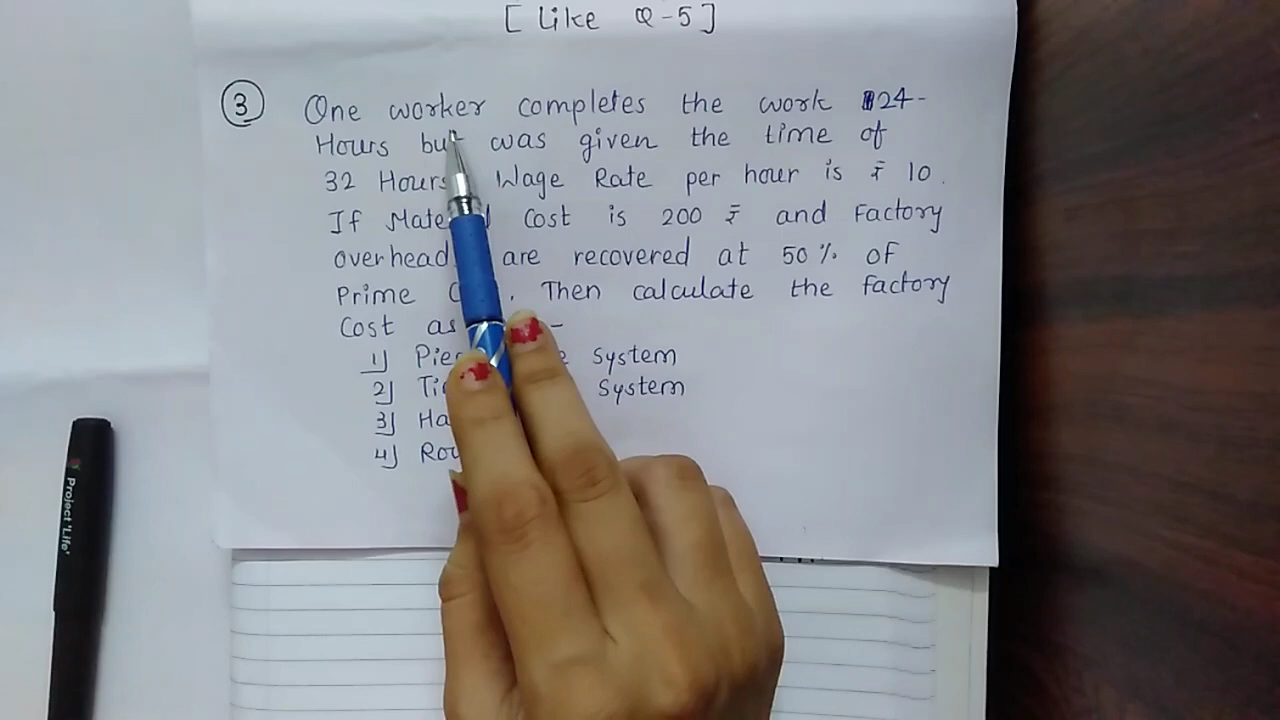 [ Like Q-5 ]
3 One worker completes the work 24-
Hours but was given the time of
32 Hours Wage Rate per hour is ₹ 10.
If Cost is 200 ₹ and Factory
overhead are recovered at 50% of
Prime . Then calculate the factory
Cost as -
1) System
2) System
3)
4)
Project 'Life'